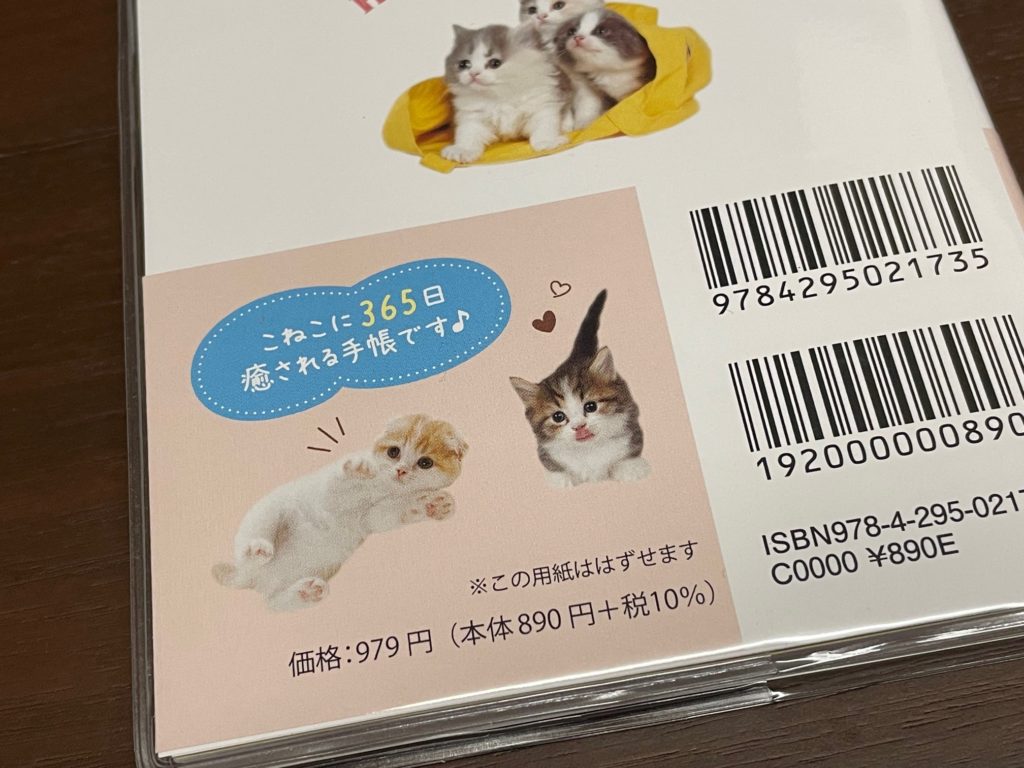 こねこに365日
癒される手帳です♪
※この用紙ははずせます
価格:979円(本体890円+税10%)
9784295021735
1920000000890
ISBN978-4-295-0217
C0000 ¥890E